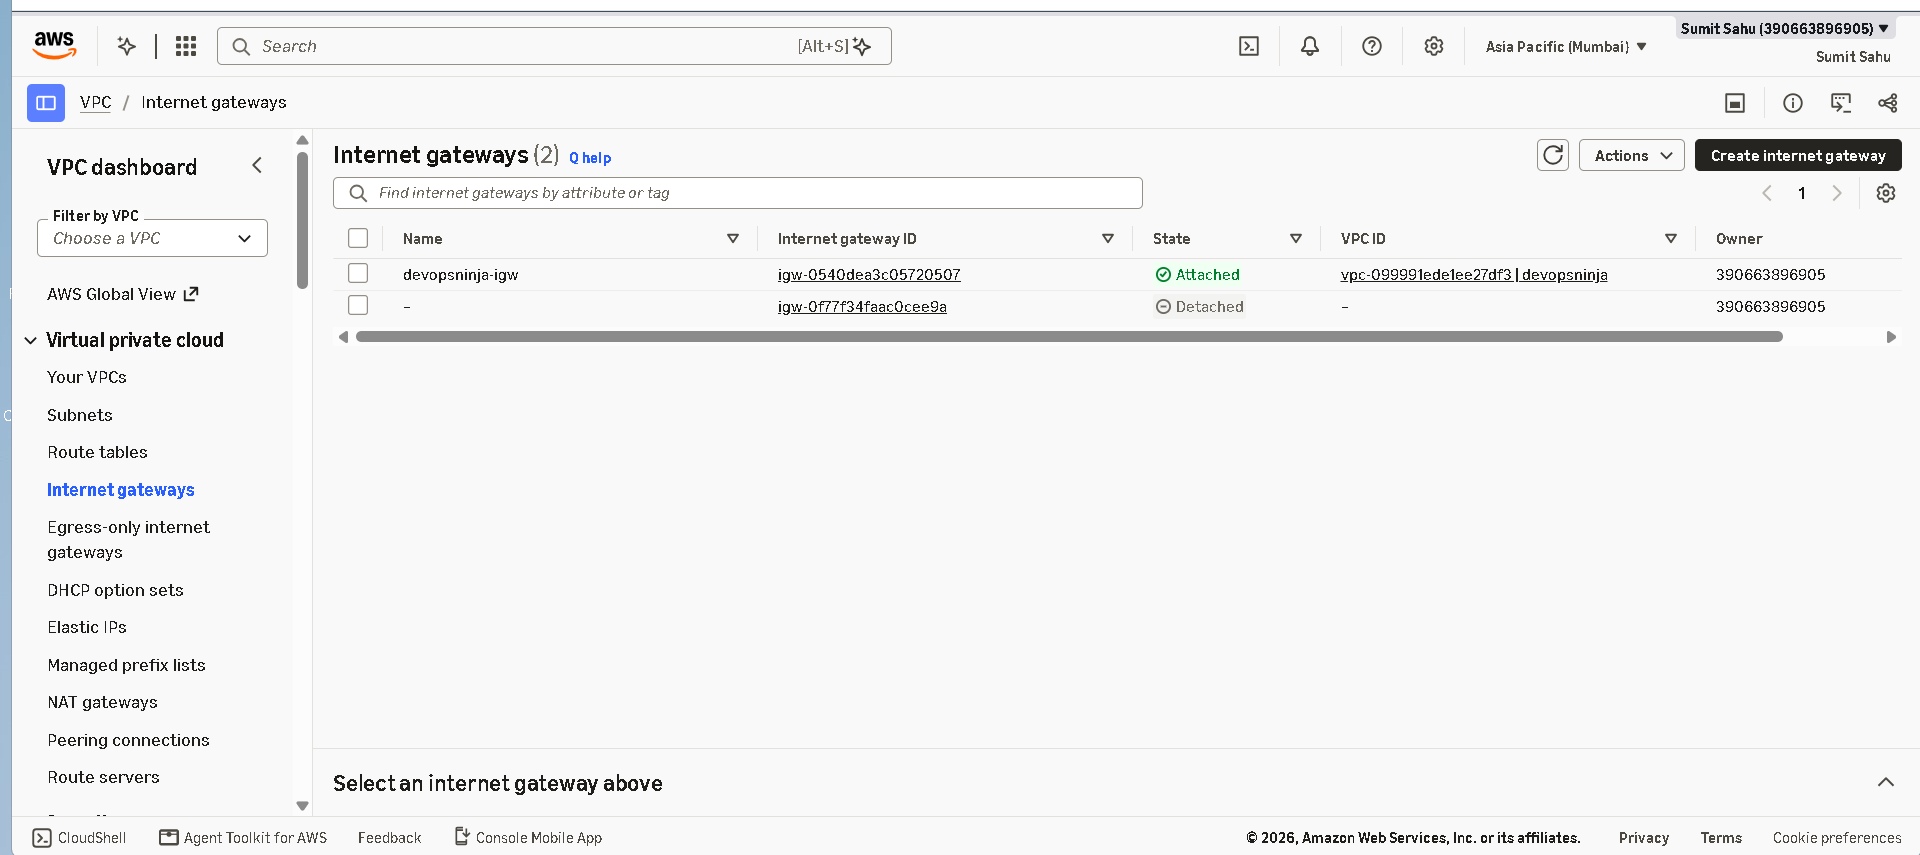 aws
Search [Alt+S]
Asia Pacific (Mumbai)
Sumit Sahu (390663896905)
Sumit Sahu
VPC / Internet gateways
VPC dashboard
Filter by VPC
Choose a VPC
AWS Global View
Virtual private cloud
Your VPCs
Subnets
Route tables
Internet gateways
Egress-only internet
gateways
DHCP option sets
Elastic IPs
Managed prefix lists
NAT gateways
Peering connections
Route servers
Internet gateways (2) Q help
Actions
Create internet gateway
Find internet gateways by attribute or tag
1
Name Internet gateway ID State VPC ID Owner
devopsninja-igw igw-0540dea3c05720507 Attached vpc-099991ede1ee27df3 | devopsninja 390663896905
– igw-0f77f34faac0cee9a Detached – 390663896905
Select an internet gateway above
CloudShell Agent Toolkit for AWS Feedback Console Mobile App © 2026, Amazon Web Services, Inc. or its affiliates. Privacy Terms Cookie preferences